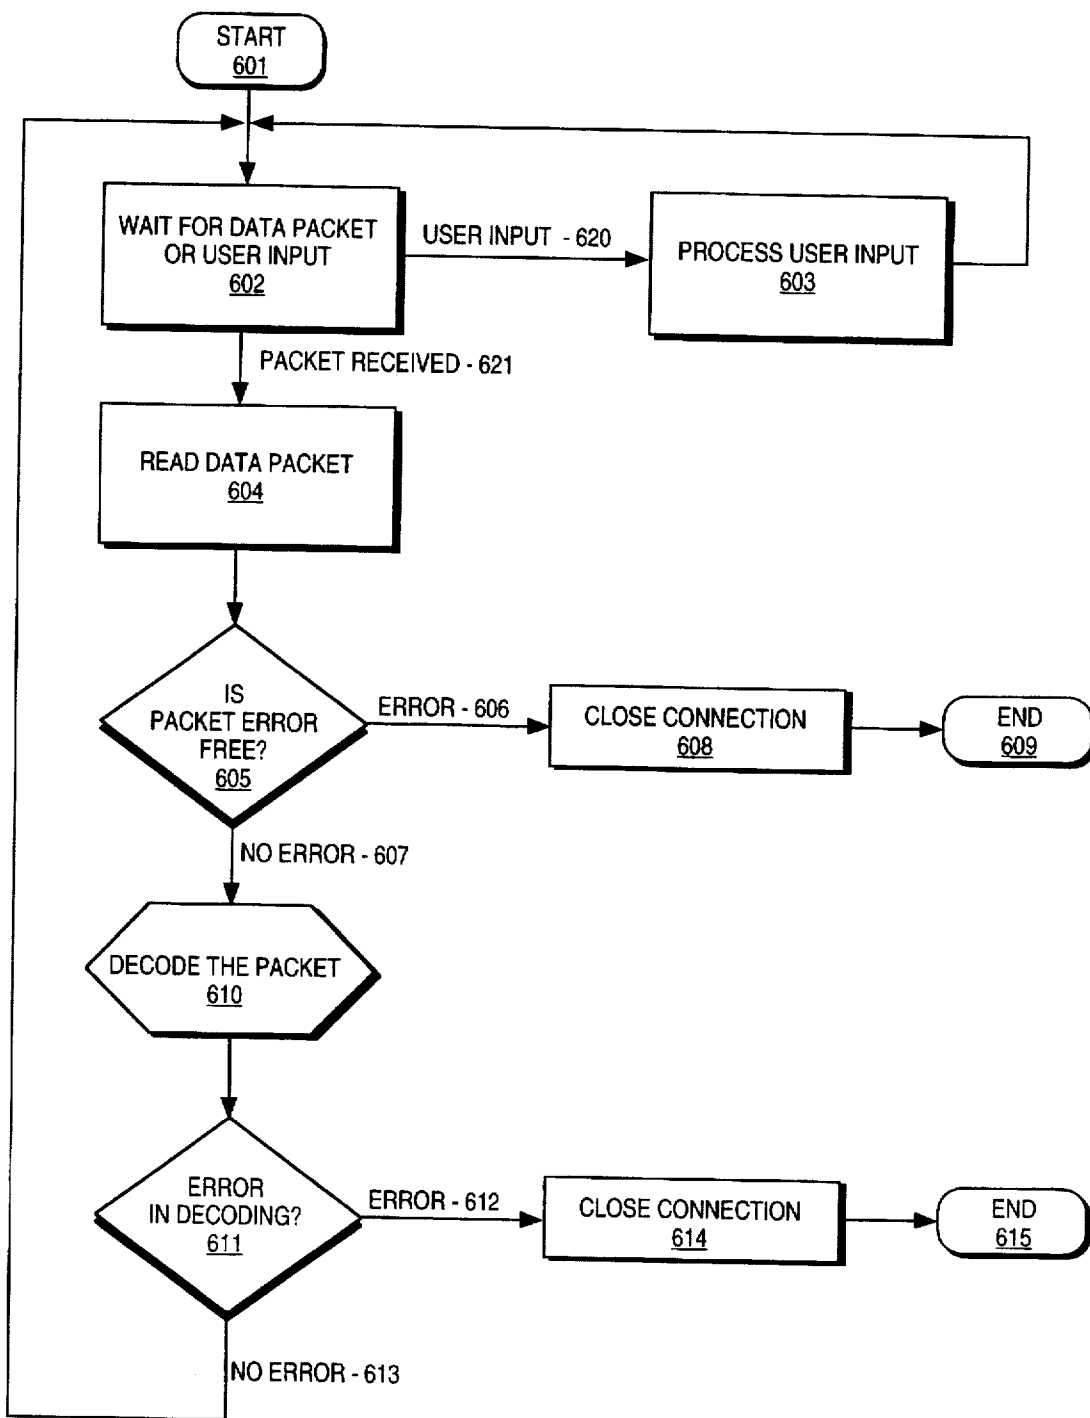 START
601
WAIT FOR DATA PACKET
OR USER INPUT
602
USER INPUT - 620
PROCESS USER INPUT
603
PACKET RECEIVED - 621
READ DATA PACKET
604
IS
PACKET ERROR
FREE?
605
ERROR - 606
CLOSE CONNECTION
608
END
609
NO ERROR - 607
DECODE THE PACKET
610
ERROR
IN DECODING?
611
ERROR - 612
CLOSE CONNECTION
614
END
615
NO ERROR - 613